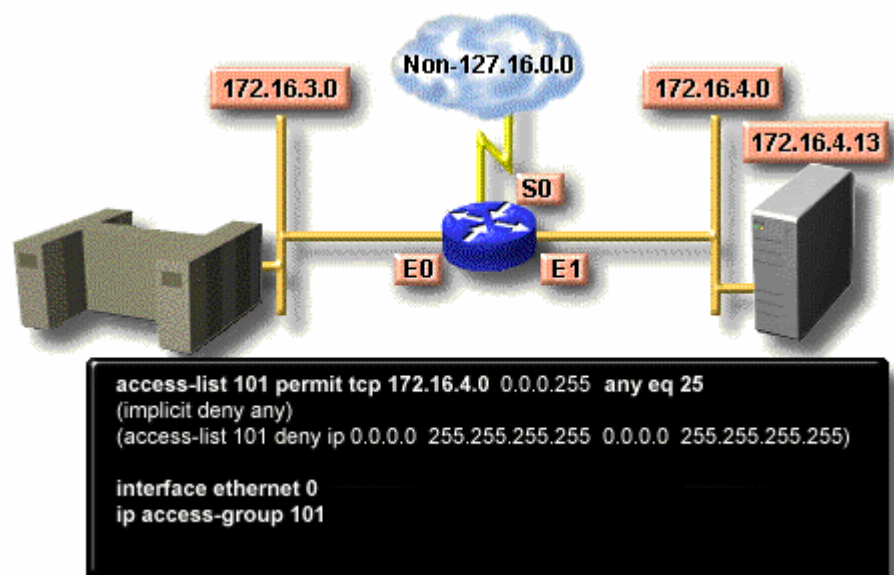 Non-127.16.0.0
172.16.3.0
172.16.4.0
172.16.4.13
S0
E0
E1
access-list 101 permit tcp 172.16.4.0 0.0.0.255 any eq 25
(implicit deny any)
(access-list 101 deny ip 0.0.0.0 255.255.255.255 0.0.0.0 255.255.255.255)
interface ethernet 0
ip access-group 101